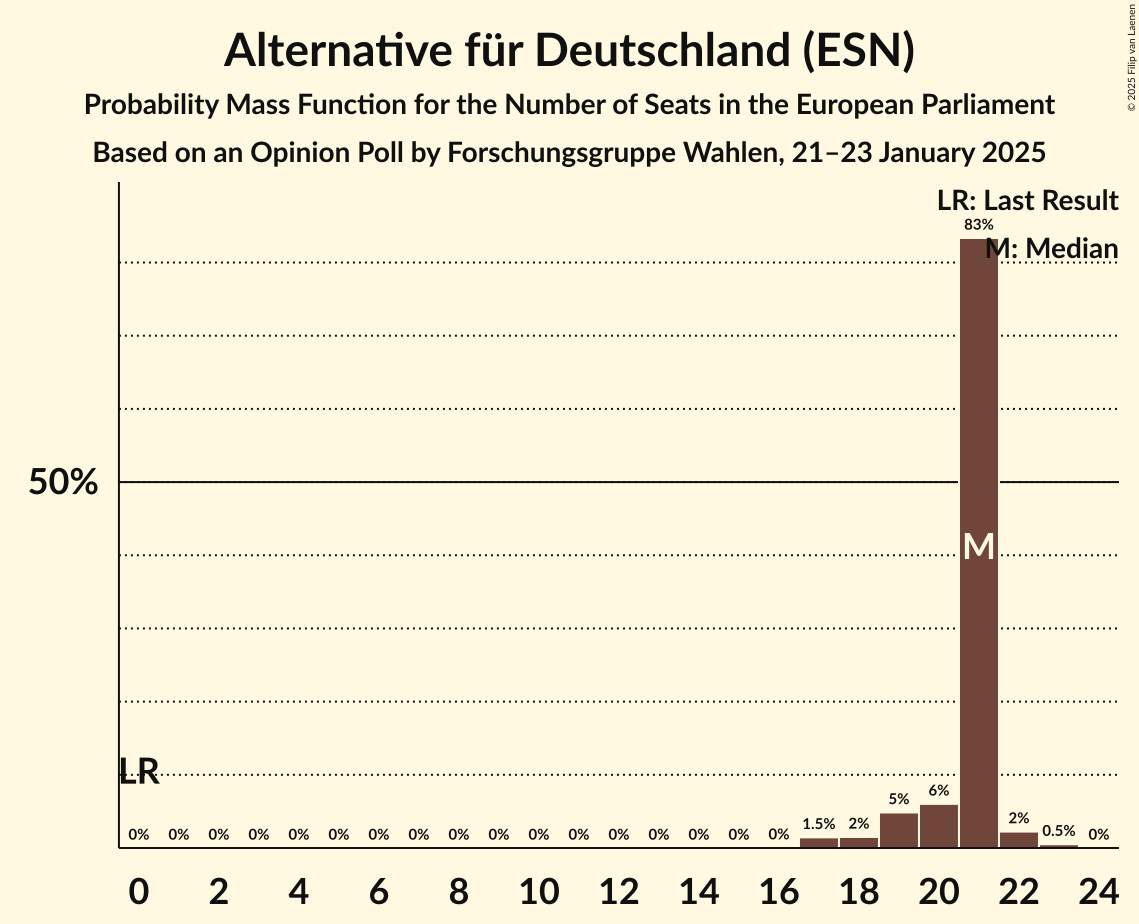 Alternative für Deutschland (ESN)
Probability Mass Function for the Number of Seats in the European Parliament
Based on an Opinion Poll by Forschungsgruppe Wahlen, 21–23 January 2025
© 2025 Filip van Laenen
LR: Last Result
83%
M: Median
50%
M
LR
0% 0% 0% 0% 0% 0% 0% 0% 0% 0% 0% 0% 0% 0% 0% 0% 0% 1.5% 2% 5% 6% 2% 0.5% 0%
0 2 4 6 8 10 12 14 16 18 20 22 24